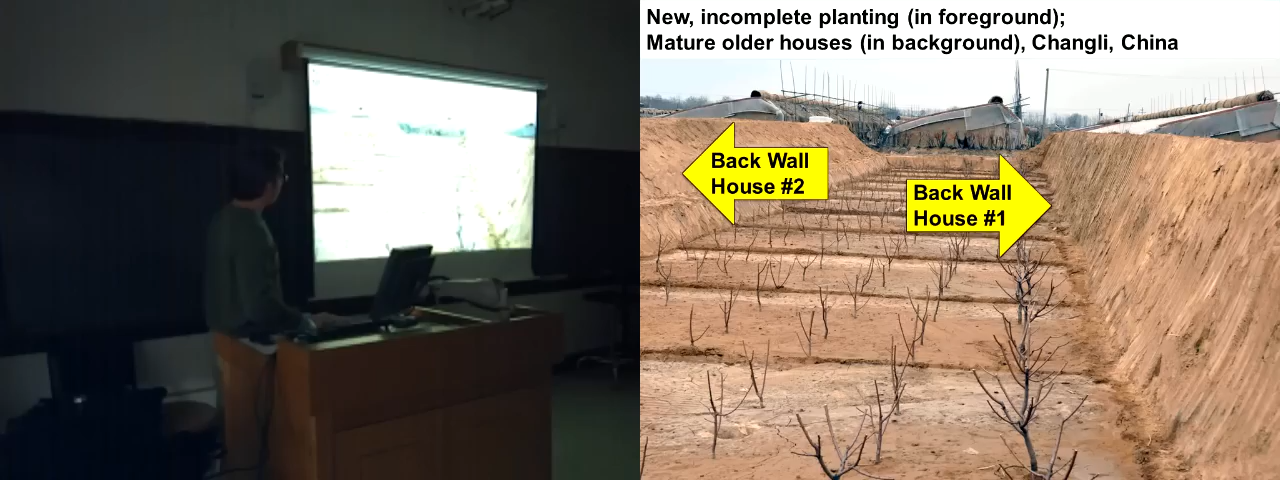 New, incomplete planting (in foreground);
Mature older houses (in background), Changli, China
Back Wall
House #2
Back Wall
House #1